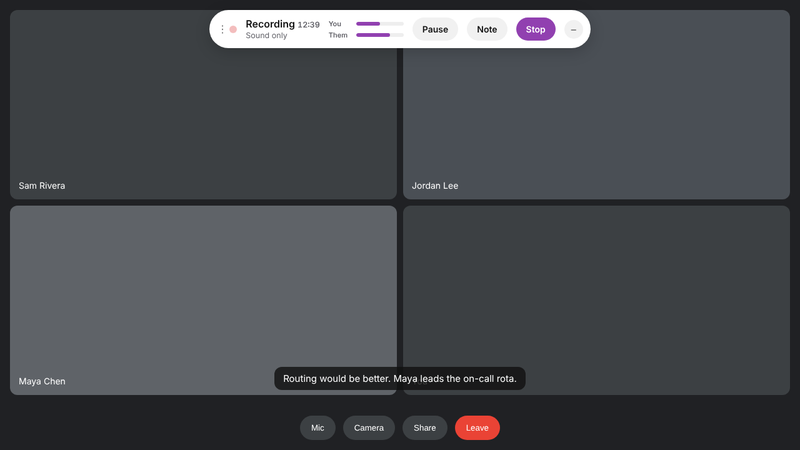 Recording 12:39
Sound only
You
Them
Pause
Note
Stop
–
Sam Rivera
Jordan Lee
Maya Chen
Routing would be better. Maya leads the on-call rota.
Mic
Camera
Share
Leave